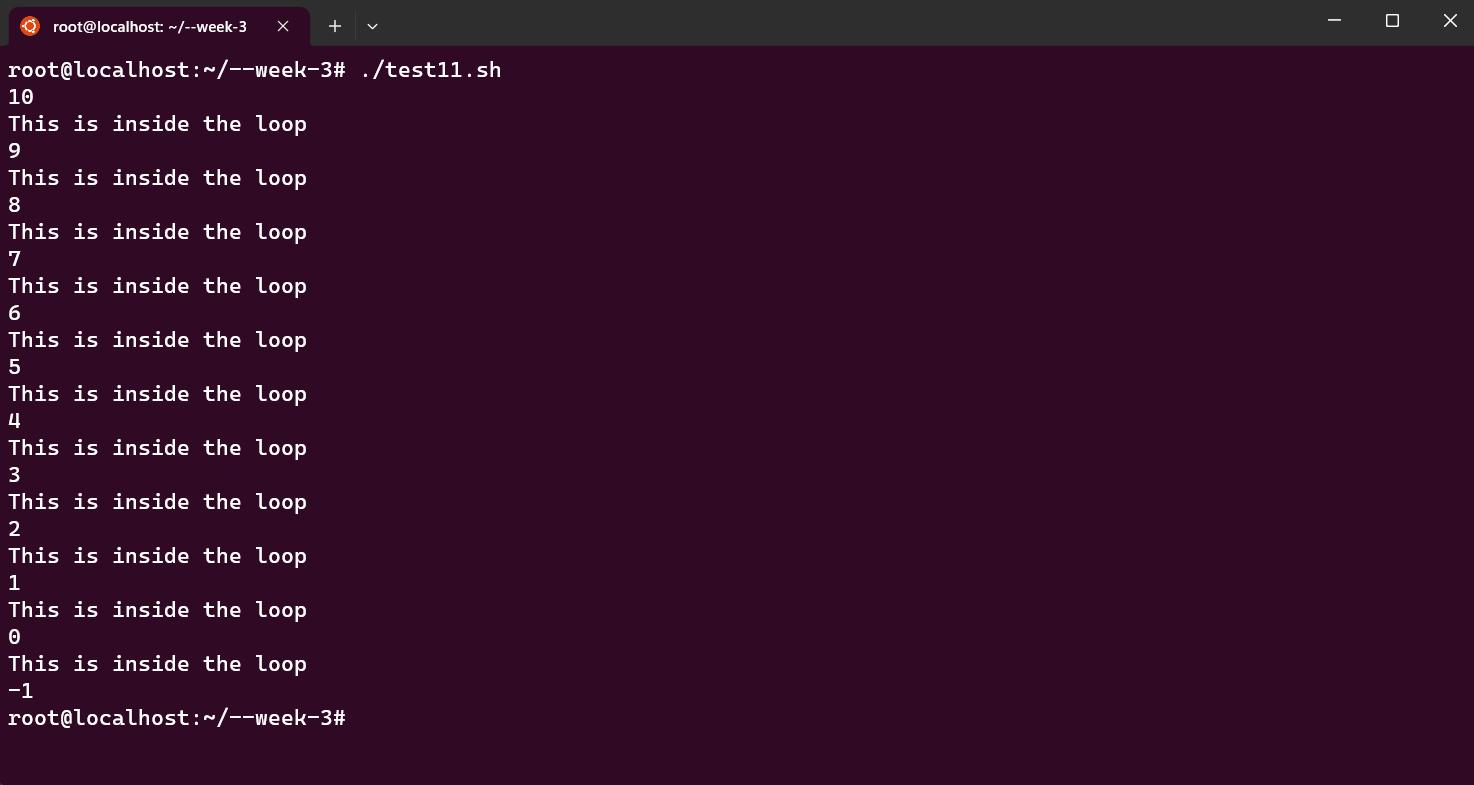 root@localhost: ~/--week-3
root@localhost:~/--week-3# ./test11.sh
10
This is inside the loop
9
This is inside the loop
8
This is inside the loop
7
This is inside the loop
6
This is inside the loop
5
This is inside the loop
4
This is inside the loop
3
This is inside the loop
2
This is inside the loop
1
This is inside the loop
0
This is inside the loop
-1
root@localhost:~/--week-3#